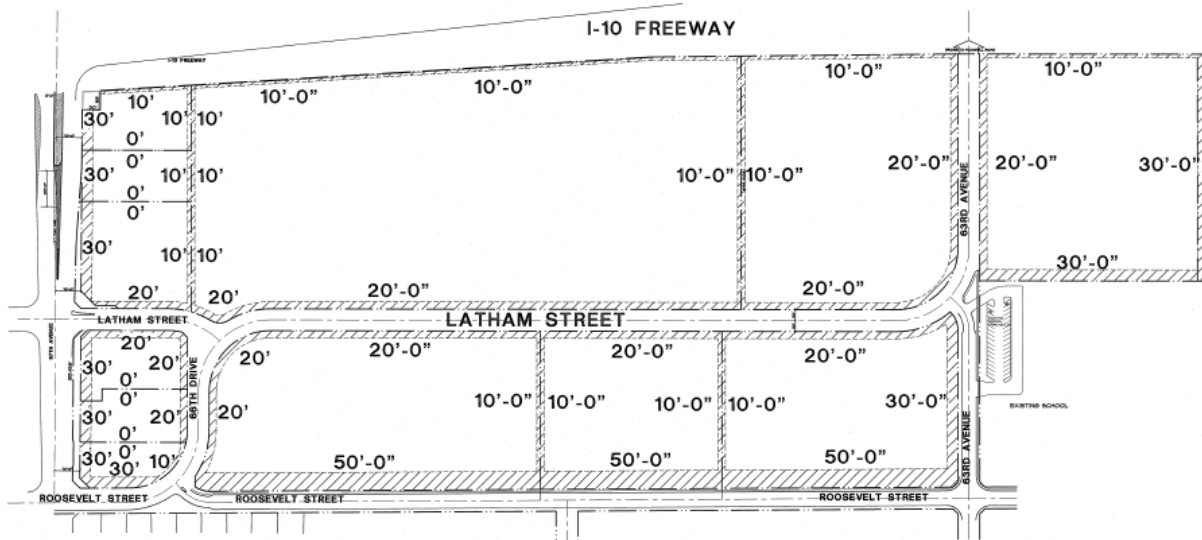 I-10 FREEWAY
I-10 FREEWAY
10' 10'-0" 10'-0" 10'-0" 10'-0"
30' 10' 10'
0'
0'
30' 10' 10' 10'-0" 10'-0" 20'-0" 20'-0" 30'-0"
0'
0'
63RD AVENUE
30' 10' 10'
30'-0"
20' 20' 20'-0" 20'-0"
LATHAM STREET LATHAM STREET
67TH AVENUE
20' 20' 20'-0" 20'-0" 20'-0"
30' 20'
0'
66TH DRIVE
0'
30' 20' 20' 10'-0" 10'-0" 10'-0" 10'-0" 30'-0"
EXISTING SCHOOL
0'
0'
30' 30' 10' 50'-0" 50'-0" 50'-0"
63RD AVENUE
ROOSEVELT STREET ROOSEVELT STREET ROOSEVELT STREET